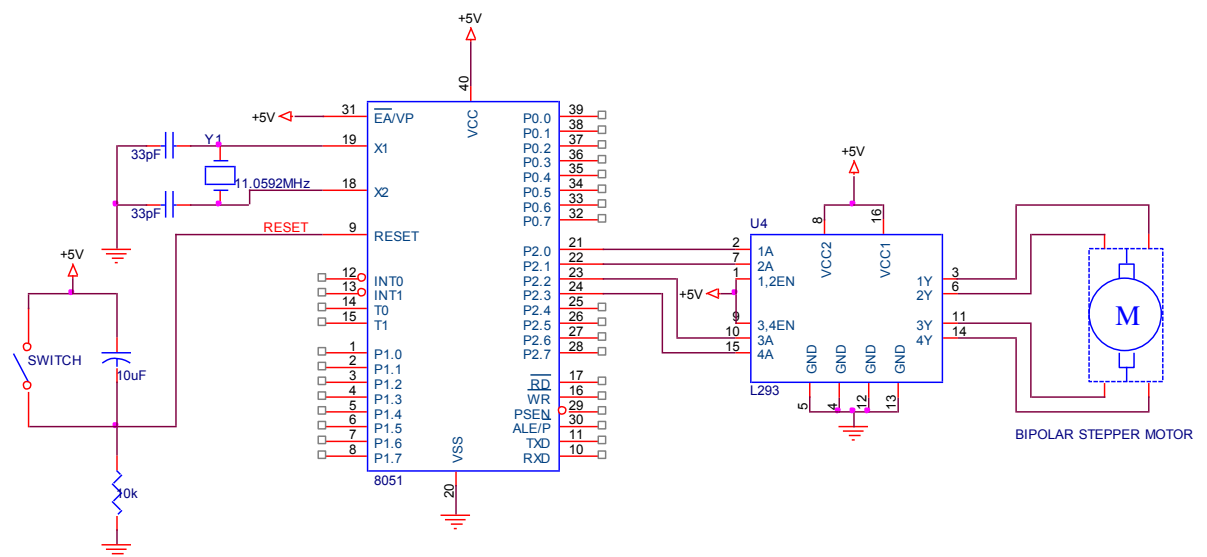 +5V
40
VCC
+5V
31
EA/VP
33pF
Y1
19
X1
11.0592MHz
33pF
18
X2
RESET
9
RESET
+5V
SWITCH
10uF
10k
12
INT0
13
INT1
14
T0
15
T1
1
P1.0
2
P1.1
3
P1.2
4
P1.3
5
P1.4
6
P1.5
7
P1.6
8
P1.7
8051
VSS
20
P0.0
39
P0.1
38
P0.2
37
P0.3
36
P0.4
35
P0.5
34
P0.6
33
P0.7
32
P2.0
21
P2.1
22
P2.2
23
P2.3
24
P2.4
25
P2.5
26
P2.6
27
P2.7
28
RD
17
WR
16
PSEN
29
ALE/P
30
TXD
11
RXD
10
+5V
U4
8
16
VCC2
VCC1
2
1A
7
2A
1
1,2EN
+5V
9
3,4EN
10
3A
15
4A
1Y
3
2Y
6
3Y
11
4Y
14
GND
GND
GND
GND
L293
5
4
12
13
M
BIPOLAR STEPPER MOTOR